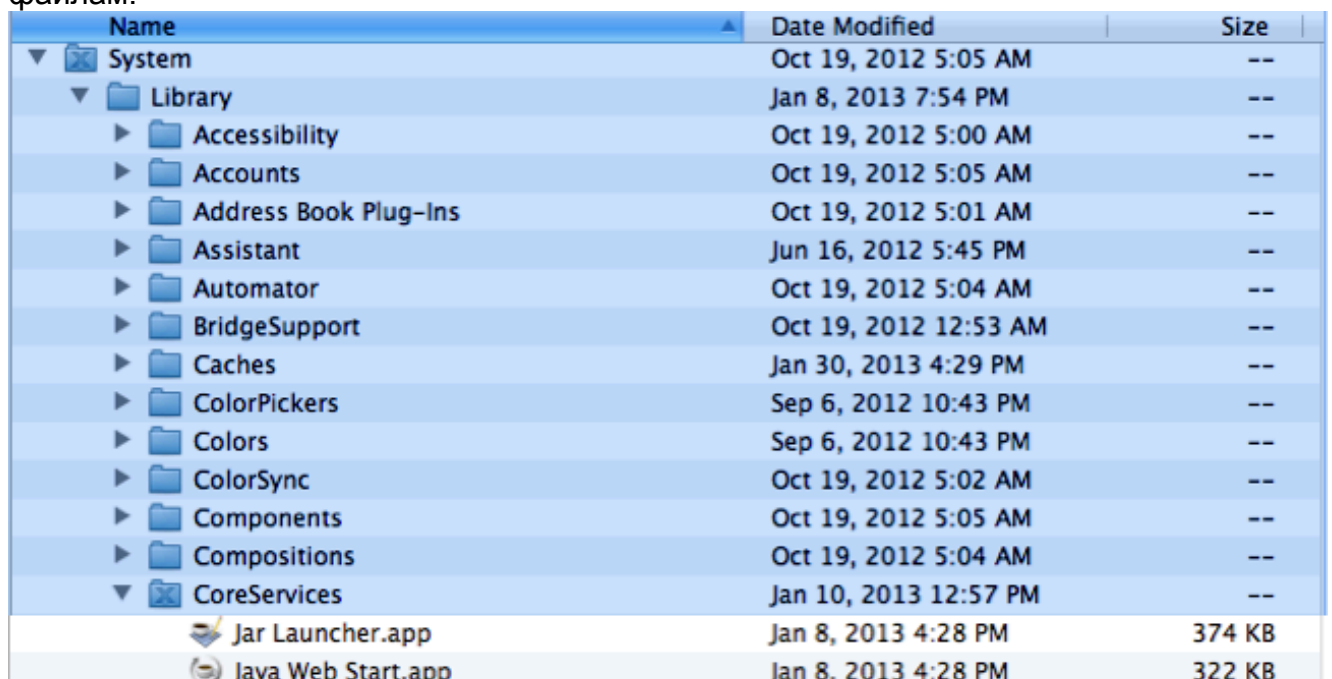 файлам:
Name Date Modified Size
System Oct 19, 2012 5:05 AM --
Library Jan 8, 2013 7:54 PM --
Accessibility Oct 19, 2012 5:00 AM --
Accounts Oct 19, 2012 5:05 AM --
Address Book Plug-Ins Oct 19, 2012 5:01 AM --
Assistant Jun 16, 2012 5:45 PM --
Automator Oct 19, 2012 5:04 AM --
BridgeSupport Oct 19, 2012 12:53 AM --
Caches Jan 30, 2013 4:29 PM --
ColorPickers Sep 6, 2012 10:43 PM --
Colors Sep 6, 2012 10:43 PM --
ColorSync Oct 19, 2012 5:02 AM --
Components Oct 19, 2012 5:05 AM --
Compositions Oct 19, 2012 5:04 AM --
CoreServices Jan 10, 2013 12:57 PM --
Jar Launcher.app Jan 8, 2013 4:28 PM 374 KB
Java Web Start.app Jan 8, 2013 4:28 PM 322 KB